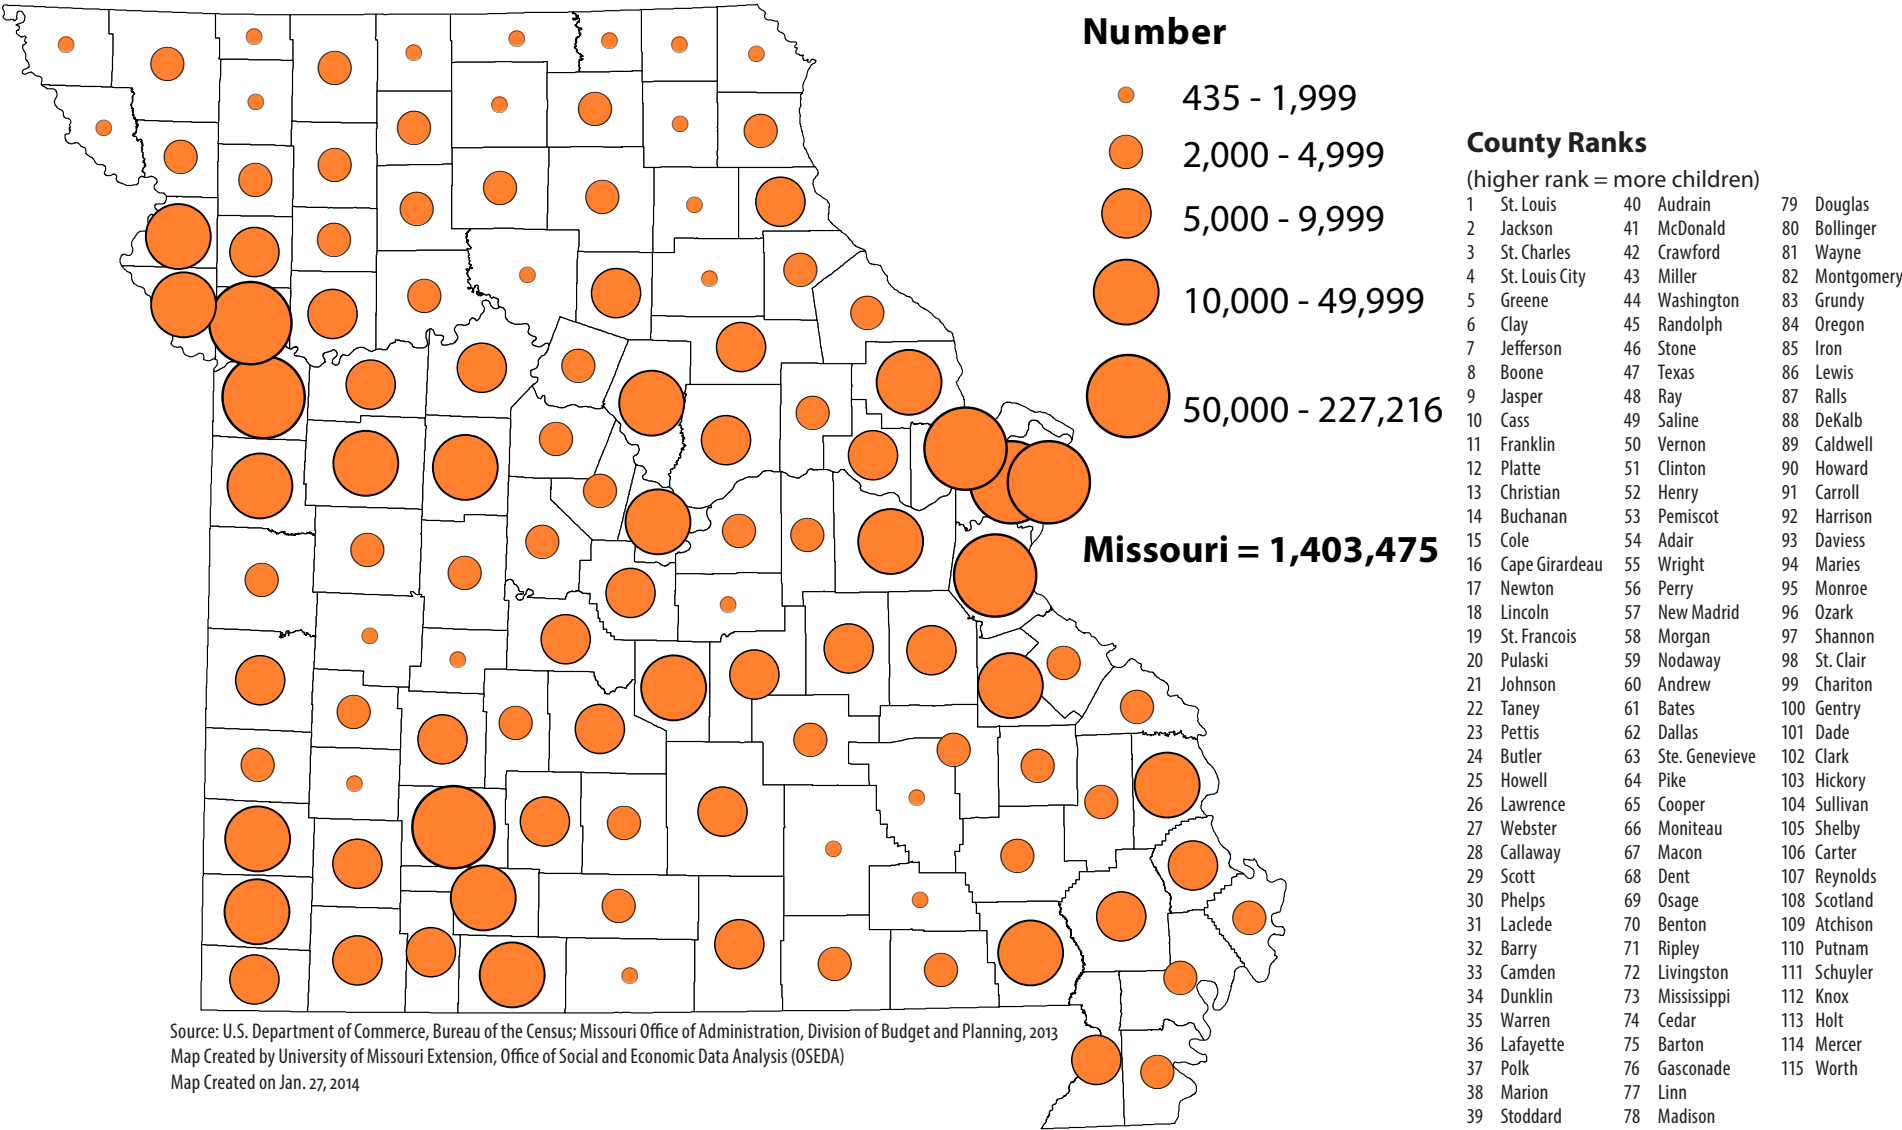 Number
435 - 1,999
2,000 - 4,999
5,000 - 9,999
10,000 - 49,999
50,000 - 227,216
Missouri = 1,403,475
County Ranks
(higher rank = more children)
1 St. Louis
2 Jackson
3 St. Charles
4 St. Louis City
5 Greene
6 Clay
7 Jefferson
8 Boone
9 Jasper
10 Cass
11 Franklin
12 Platte
13 Christian
14 Buchanan
15 Cole
16 Cape Girardeau
17 Newton
18 Lincoln
19 St. Francois
20 Pulaski
21 Johnson
22 Taney
23 Pettis
24 Butler
25 Howell
26 Lawrence
27 Webster
28 Callaway
29 Scott
30 Phelps
31 Laclede
32 Barry
33 Camden
34 Dunklin
35 Warren
36 Lafayette
37 Polk
38 Marion
39 Stoddard
40 Audrain
41 McDonald
42 Crawford
43 Miller
44 Washington
45 Randolph
46 Stone
47 Texas
48 Ray
49 Saline
50 Vernon
51 Clinton
52 Henry
53 Pemiscot
54 Adair
55 Wright
56 Perry
57 New Madrid
58 Morgan
59 Nodaway
60 Andrew
61 Bates
62 Dallas
63 Ste. Genevieve
64 Pike
65 Cooper
66 Moniteau
67 Macon
68 Dent
69 Osage
70 Benton
71 Ripley
72 Livingston
73 Mississippi
74 Cedar
75 Barton
76 Gasconade
77 Linn
78 Madison
79 Douglas
80 Bollinger
81 Wayne
82 Montgomery
83 Grundy
84 Oregon
85 Iron
86 Lewis
87 Ralls
88 DeKalb
89 Caldwell
90 Howard
91 Carroll
92 Harrison
93 Daviess
94 Maries
95 Monroe
96 Ozark
97 Shannon
98 St. Clair
99 Chariton
100 Gentry
101 Dade
102 Clark
103 Hickory
104 Sullivan
105 Shelby
106 Carter
107 Reynolds
108 Scotland
109 Atchison
110 Putnam
111 Schuyler
112 Knox
113 Holt
114 Mercer
115 Worth
Source: U.S. Department of Commerce, Bureau of the Census; Missouri Office of Administration, Division of Budget and Planning, 2013
Map Created by University of Missouri Extension, Office of Social and Economic Data Analysis (OSEDA)
Map Created on Jan. 27, 2014